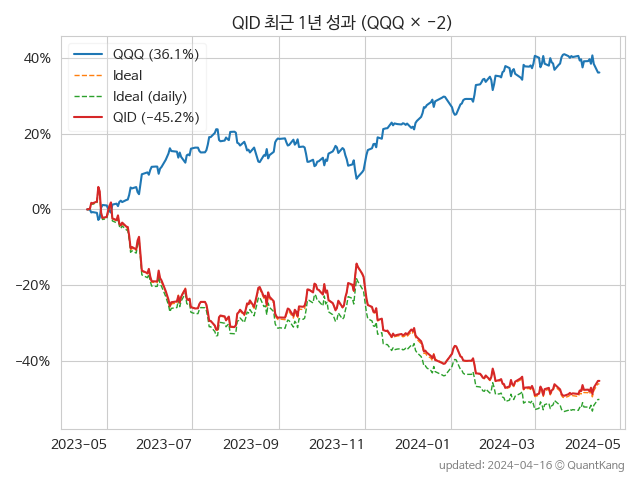 QID 최근 1년 성과 (QQQ × −2)
40%
20%
0%
−20%
−40%
QQQ (36.1%)
Ideal
Ideal (daily)
QID (−45.2%)
2023−05
2023−07
2023−09
2023−11
2024−01
2024−03
2024−05
updated: 2024-04-16 © QuantKang